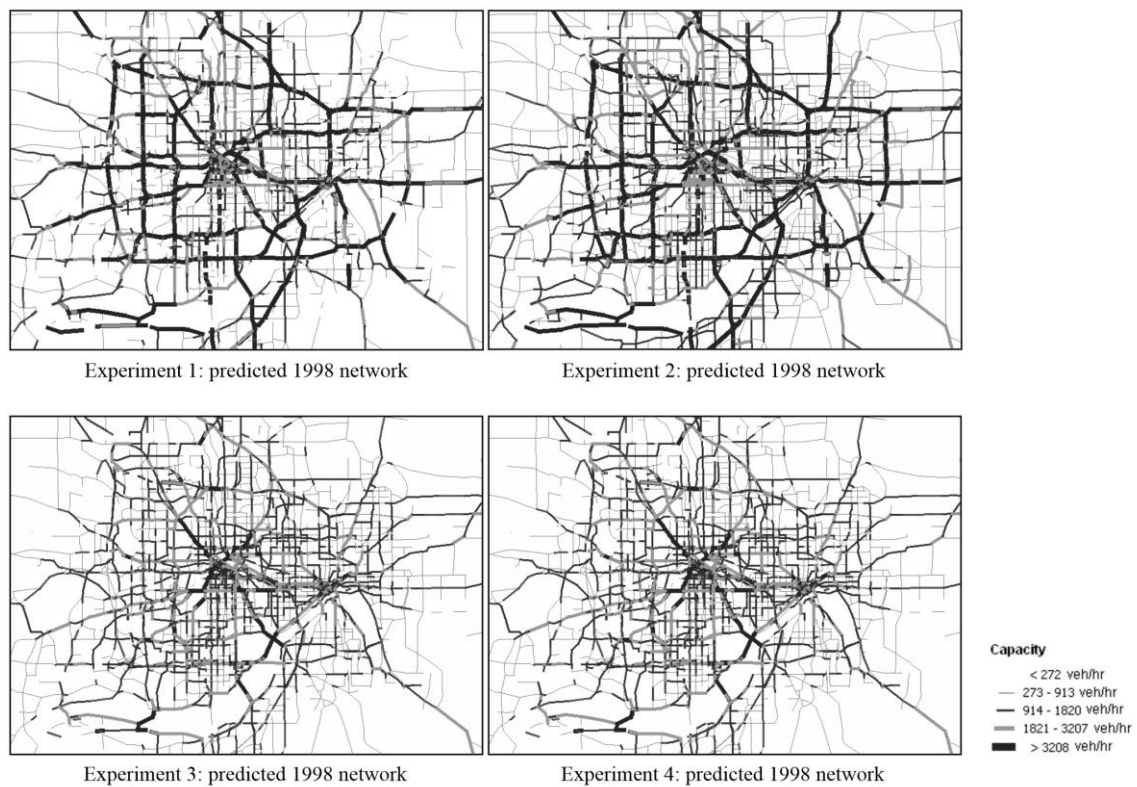 Experiment 1: predicted 1998 network
Experiment 2: predicted 1998 network
Experiment 3: predicted 1998 network
Experiment 4: predicted 1998 network
Capacity
< 272 veh/hr
273 - 913 veh/hr
914 - 1820 veh/hr
1821 - 3207 veh/hr
> 3208 veh/hr